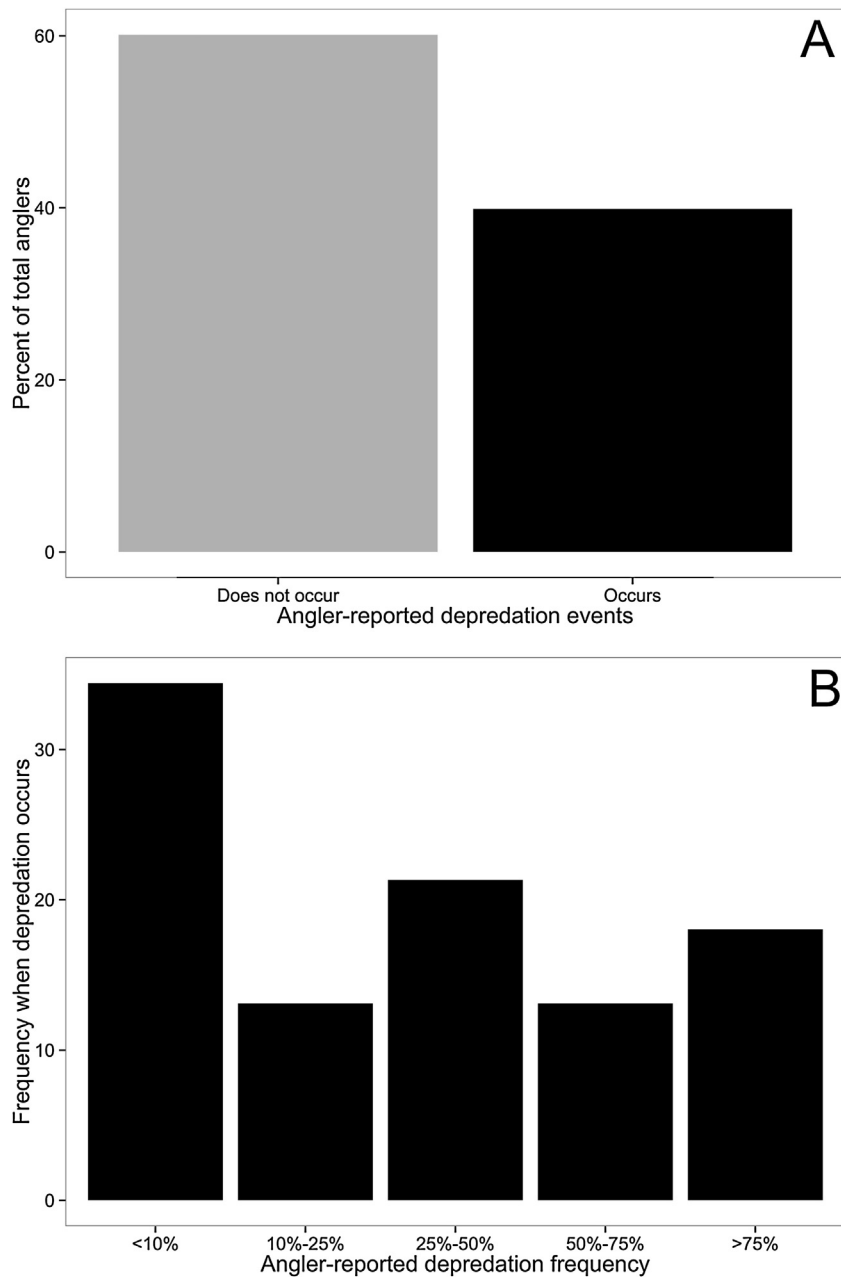 A
60
40
20
0
Percent of total anglers
Does not occur
Occurs
Angler-reported depredation events
B
30
20
10
0
Frequency when depredation occurs
<10%
10%-25%
25%-50%
50%-75%
>75%
Angler-reported depredation frequency